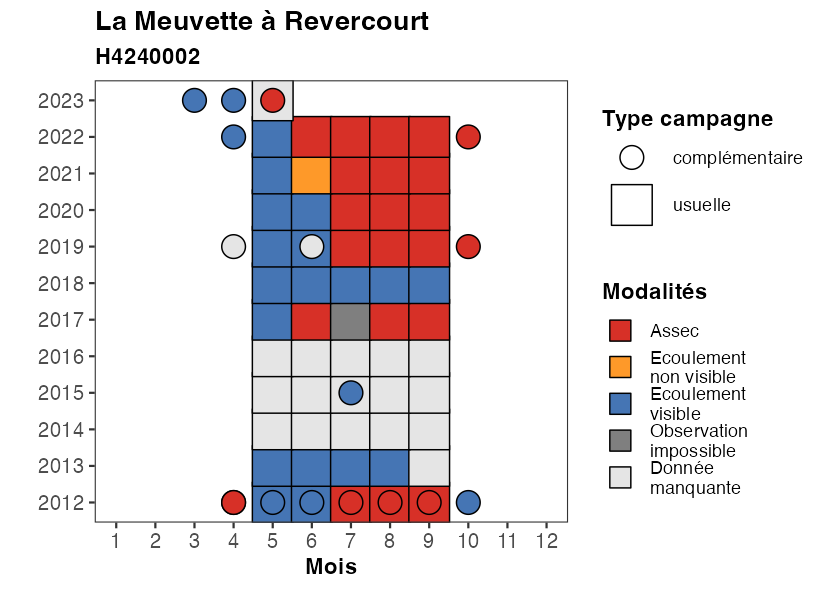 La Meuvette à Revercourt
H4240002
2023
2022
2021
2020
2019
2018
2017
2016
2015
2014
2013
2012
1 2 3 4 5 6 7 8 9 10 11 12
Mois
Type campagne
complémentaire
usuelle
Modalités
Assec
Ecoulement
non visible
Ecoulement
visible
Observation
impossible
Donnée
manquante